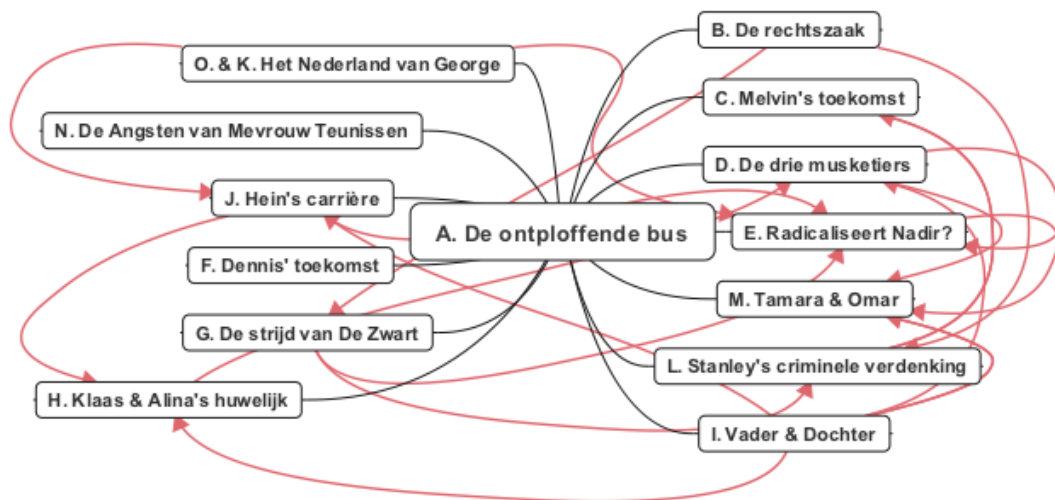 B. De rechtszaak
O. & K. Het Nederland van George
C. Melvin's toekomst
N. De Angsten van Mevrouw Teunissen
D. De drie musketiers
J. Hein's carrière
A. De ontploffende bus
E. Radicaliseert Nadir?
F. Dennis' toekomst
M. Tamara & Omar
G. De strijd van De Zwart
L. Stanley's criminele verdenking
H. Klaas & Alina's huwelijk
I. Vader & Dochter